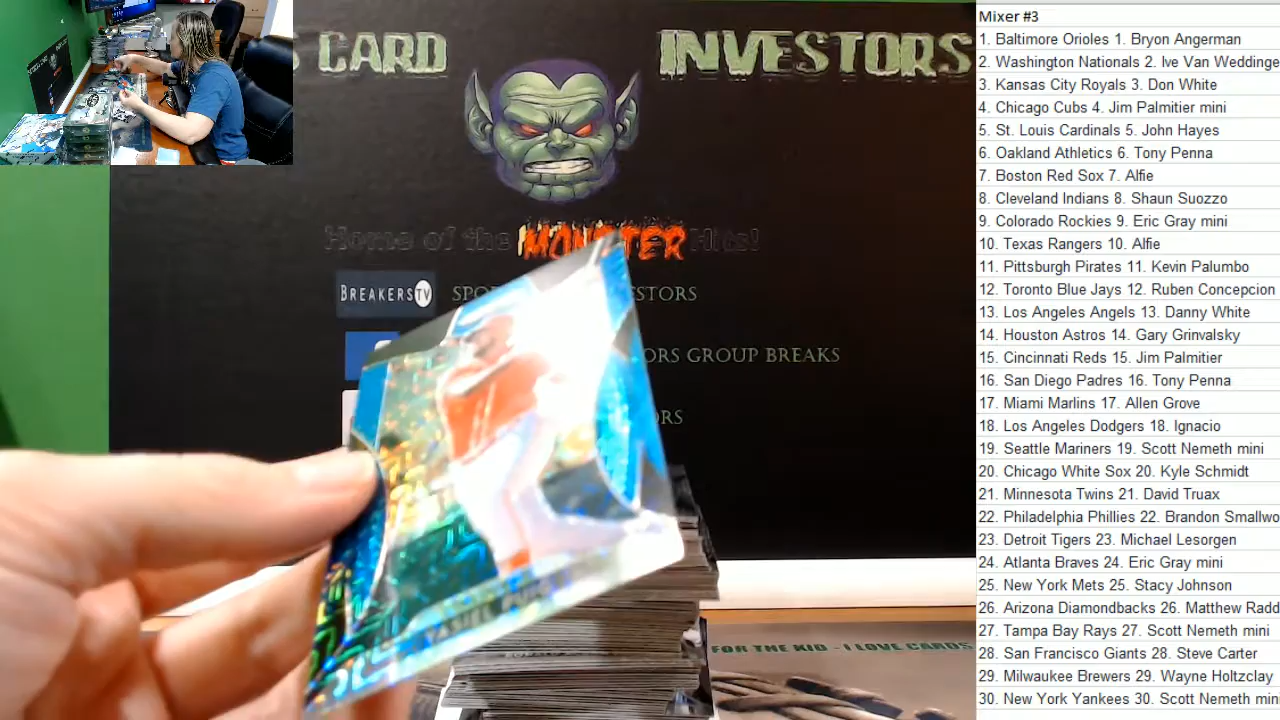 CARD INVESTORS
Home of the MONSTER Hits!
BREAKERSTV
ORS GROUP BREAKS
YASIEL PUIG
FOR THE KID - I LOVE CARDS
Mixer #3
1. Baltimore Orioles 1. Bryon Angerman
2. Washington Nationals 2. Ive Van Weddinge
3. Kansas City Royals 3. Don White
4. Chicago Cubs 4. Jim Palmitier mini
5. St. Louis Cardinals 5. John Hayes
6. Oakland Athletics 6. Tony Penna
7. Boston Red Sox 7. Alfie
8. Cleveland Indians 8. Shaun Suozzo
9. Colorado Rockies 9. Eric Gray mini
10. Texas Rangers 10. Alfie
11. Pittsburgh Pirates 11. Kevin Palumbo
12. Toronto Blue Jays 12. Ruben Concepcion
13. Los Angeles Angels 13. Danny White
14. Houston Astros 14. Gary Grinvalsky
15. Cincinnati Reds 15. Jim Palmitier
16. San Diego Padres 16. Tony Penna
17. Miami Marlins 17. Allen Grove
18. Los Angeles Dodgers 18. Ignacio
19. Seattle Mariners 19. Scott Nemeth mini
20. Chicago White Sox 20. Kyle Schmidt
21. Minnesota Twins 21. David Truax
22. Philadelphia Phillies 22. Brandon Smallwo
23. Detroit Tigers 23. Michael Lesorgen
24. Atlanta Braves 24. Eric Gray mini
25. New York Mets 25. Stacy Johnson
26. Arizona Diamondbacks 26. Matthew Radd
27. Tampa Bay Rays 27. Scott Nemeth mini
28. San Francisco Giants 28. Steve Carter
29. Milwaukee Brewers 29. Wayne Holtzclay
30. New York Yankees 30. Scott Nemeth min